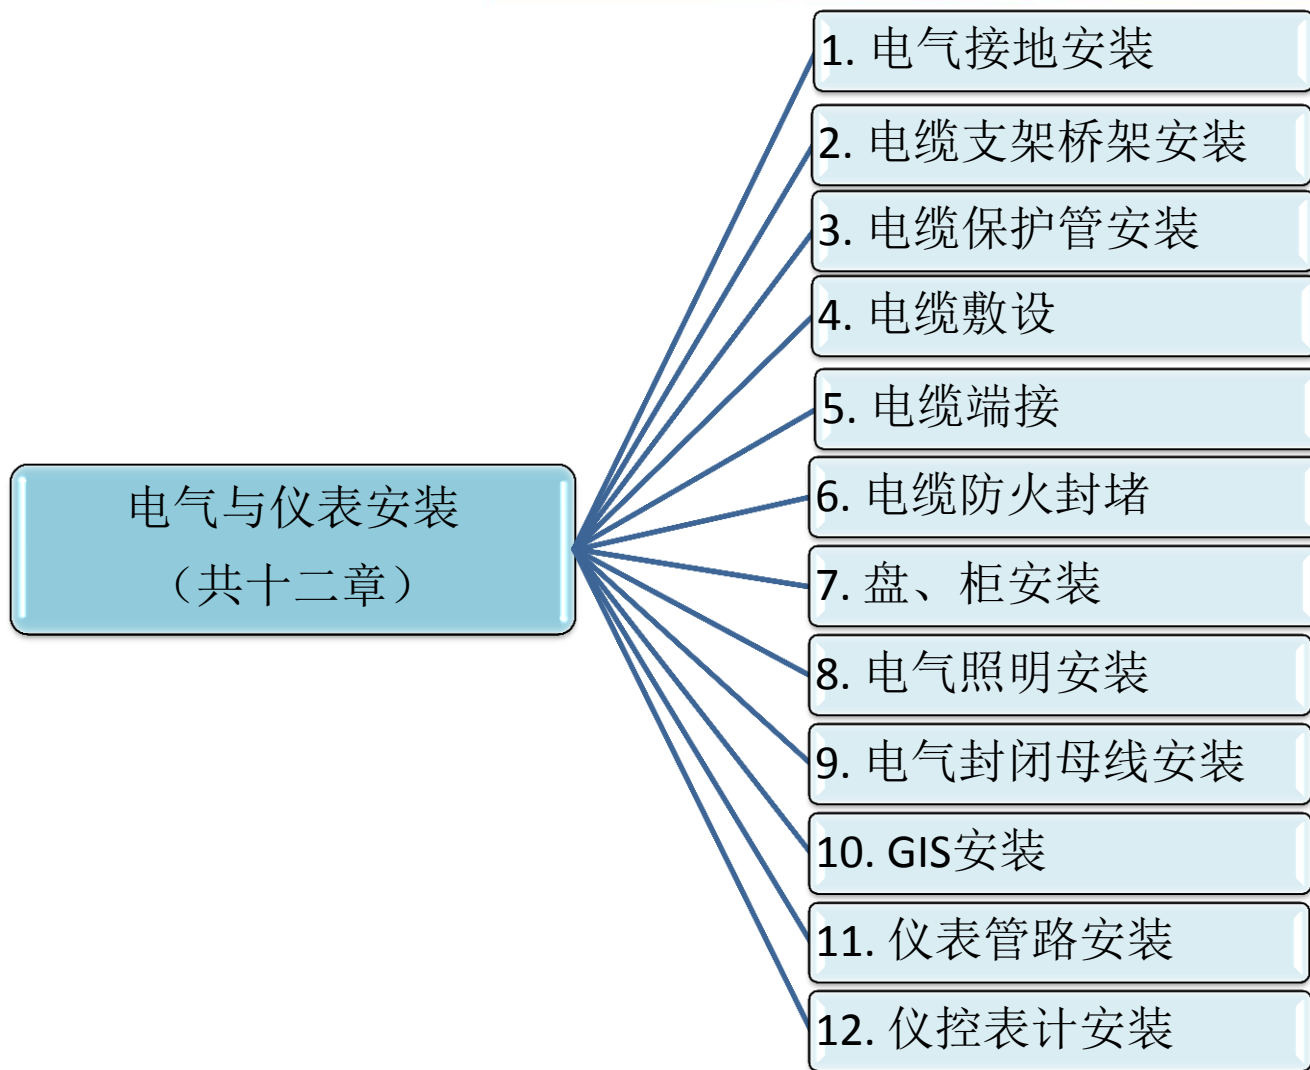 电气与仪表安装
（共十二章）
1. 电气接地安装
2. 电缆支架桥架安装
3. 电缆保护管安装
4. 电缆敷设
5. 电缆端接
6. 电缆防火封堵
7. 盘、柜安装
8. 电气照明安装
9. 电气封闭母线安装
10. GIS安装
11. 仪表管路安装
12. 仪控表计安装